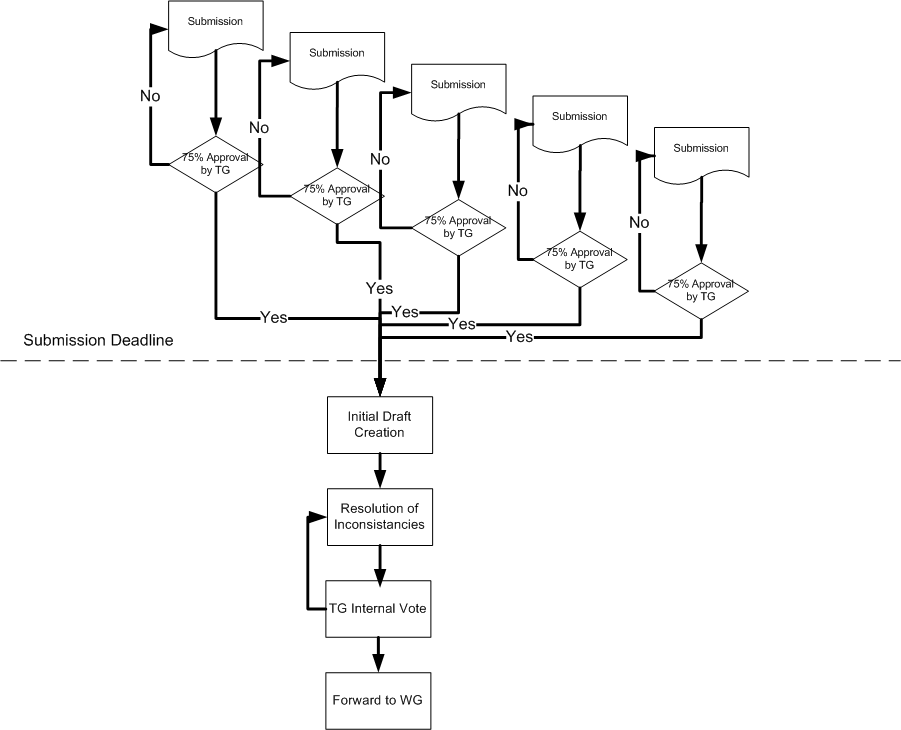 Submission
Submission
Submission
Submission
Submission
No
No
No
No
No
75% Approval
by TG
75% Approval
by TG
75% Approval
by TG
75% Approval
by TG
75% Approval
by TG
Yes
Yes
Yes
Yes
Yes
Submission Deadline
Initial Draft
Creation
Resolution of
Inconsistancies
TG Internal Vote
Forward to WG